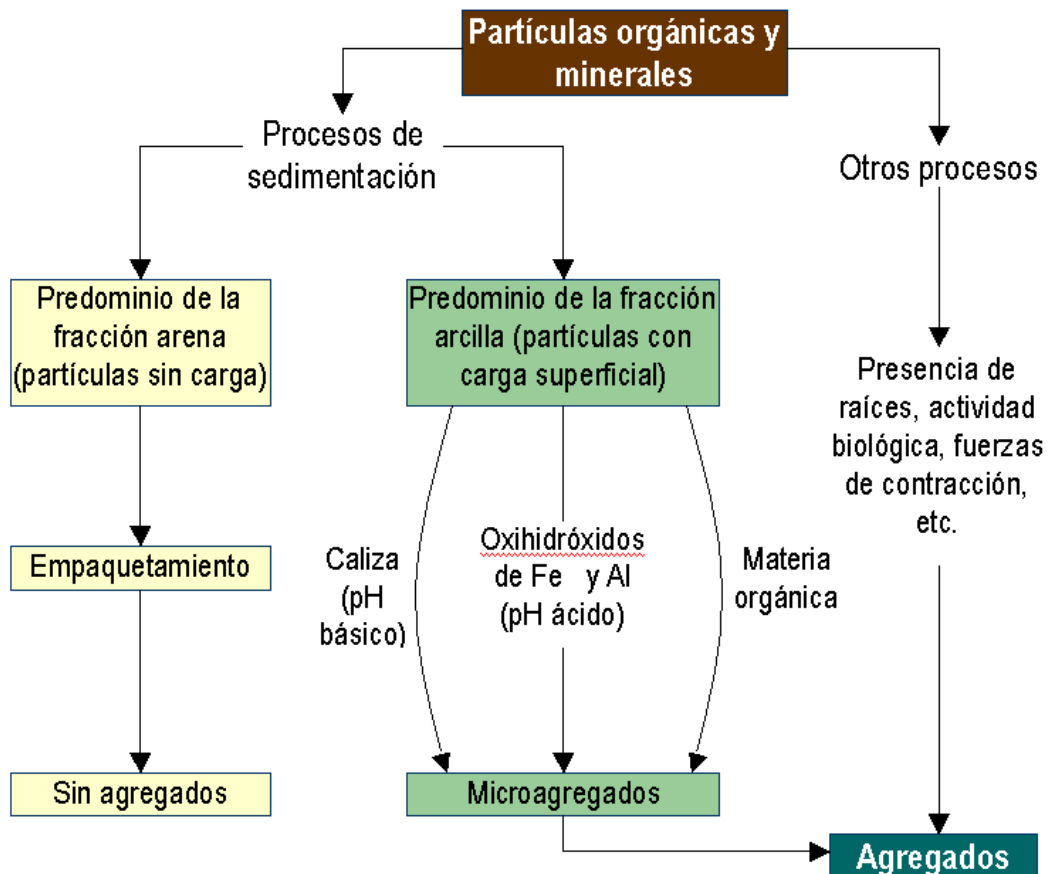 Partículas orgánicas y
minerales
Procesos de
sedimentación
Otros procesos
Predominio de la
fracción arena
(partículas sin carga)
Predominio de la fracción
arcilla (partículas con
carga superficial)
Presencia de
raíces, actividad
biológica, fuerzas
de contracción,
etc.
Empaquetamiento
Caliza
(pH
básico)
Oxihidróxidos
de Fe y Al
(pH ácido)
Materia
orgánica
Sin agregados
Microagregados
Agregados